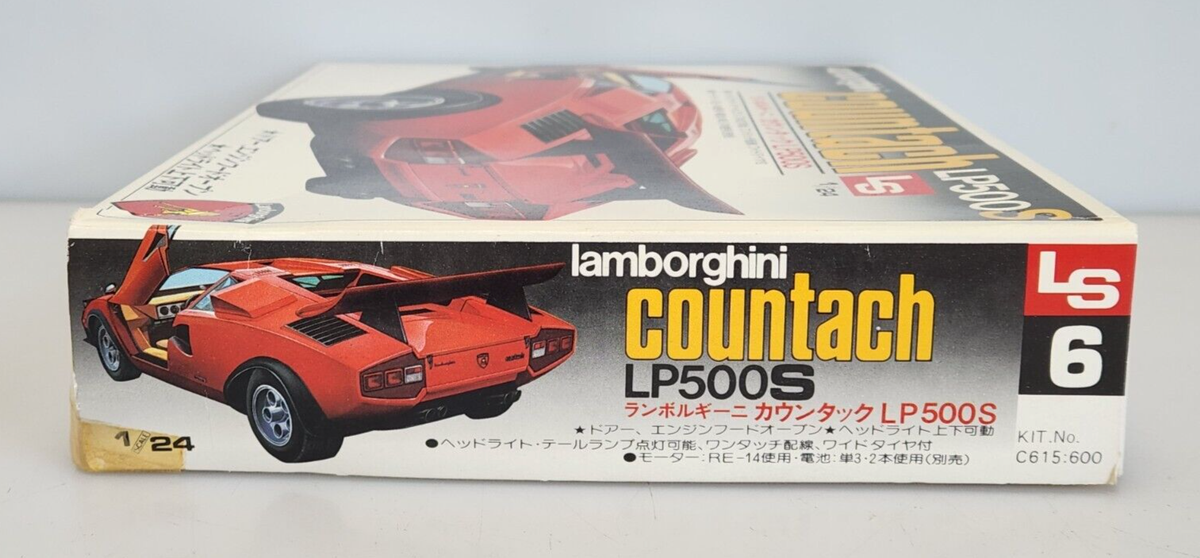 countach LP500S
LS
1/24
lamborghini
countach
LP500S
ランボルギーニ カウンタック LP500S
★ドアー、エンジンフードオープン★ヘッドライト上下可動
●ヘッドライト・テールランプ点灯可能、ワンタッチ配線、ワイドタイヤ付
●モーター:RE-14使用・電池:単3・2本使用(別売)
LS
6
KIT.No.
C615:600
1/24